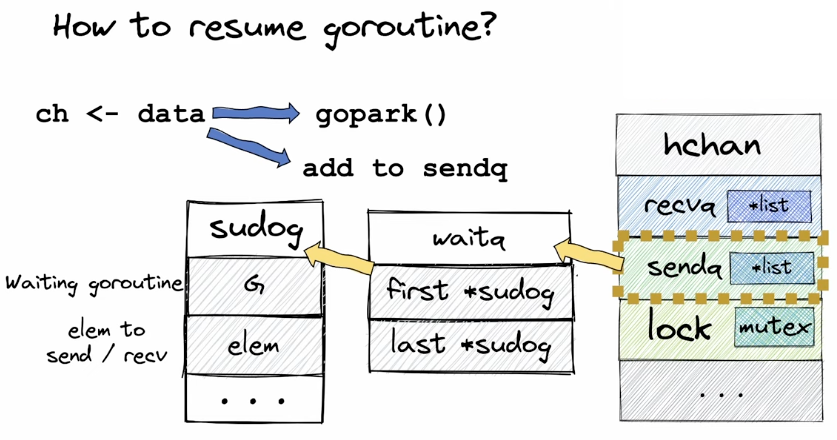 How to resume goroutine?
ch <- data
gopark()
add to sendq
sudog
Waiting goroutine
G
elem to
send / recv
elem
...
waitq
first *sudog
last *sudog
hchan
recvq *list
sendq *list
lock mutex
...